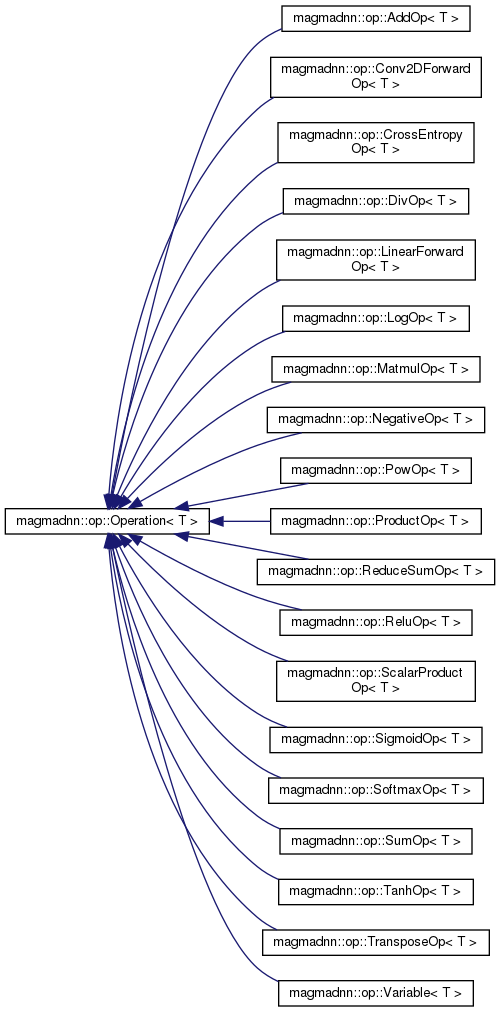 magmadnn::op::AddOp< T >
magmadnn::op::Conv2DForward
Op< T >
magmadnn::op::CrossEntropy
Op< T >
magmadnn::op::DivOp< T >
magmadnn::op::LinearForward
Op< T >
magmadnn::op::LogOp< T >
magmadnn::op::MatmulOp< T >
magmadnn::op::NegativeOp< T >
magmadnn::op::PowOp< T >
magmadnn::op::Operation< T >
magmadnn::op::ProductOp< T >
magmadnn::op::ReduceSumOp< T >
magmadnn::op::ReluOp< T >
magmadnn::op::ScalarProduct
Op< T >
magmadnn::op::SigmoidOp< T >
magmadnn::op::SoftmaxOp< T >
magmadnn::op::SumOp< T >
magmadnn::op::TanhOp< T >
magmadnn::op::TransposeOp< T >
magmadnn::op::Variable< T >